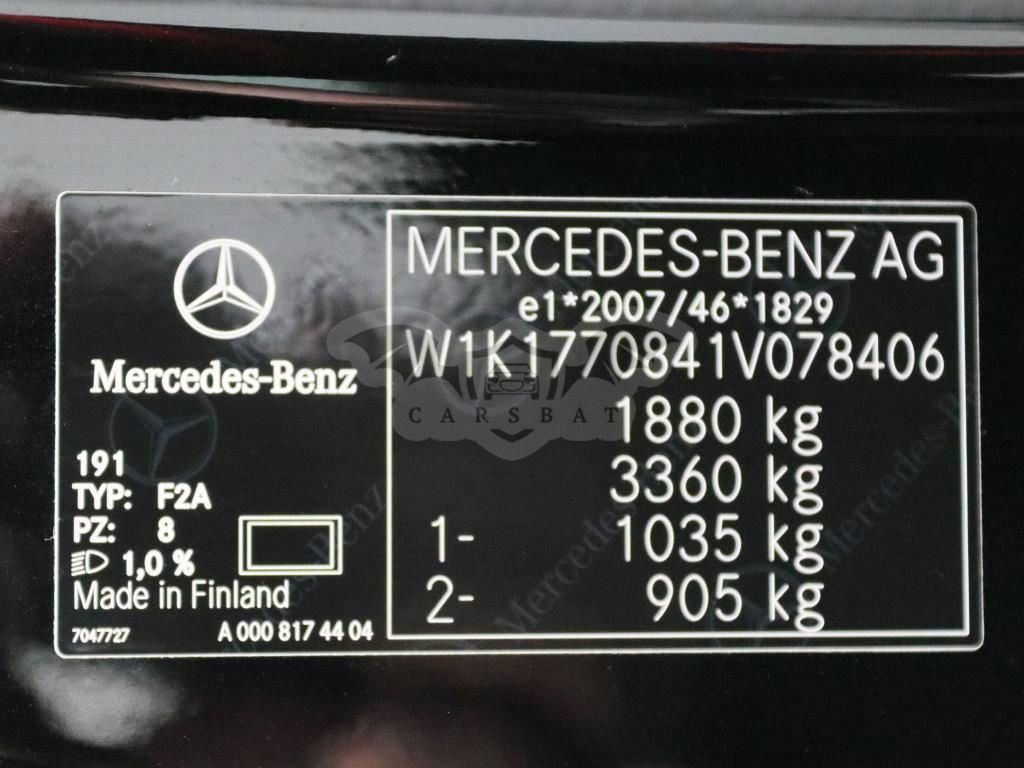 Mercedes-Benz
191
TYP: F2A
PZ: 8
1,0 %
Made in Finland
7047727 A 000 817 44 04
MERCEDES-BENZ AG
e1*2007/46*1829
W1K1770841V078406
1880 kg
3360 kg
1- 1035 kg
2- 905 kg
CARSBAT